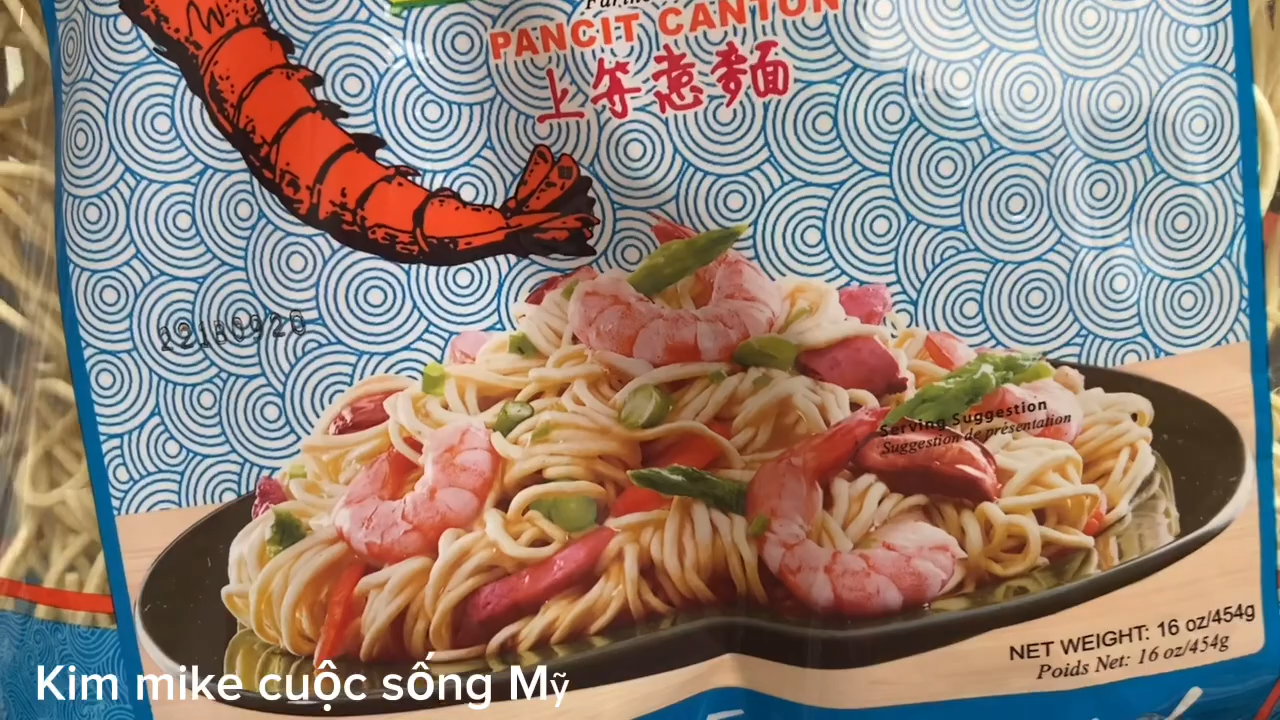 PANCIT CANTON
上等意麵
22180920
Serving Suggestion
Suggestion de présentation
NET WEIGHT: 16 oz/454g
Poids Net: 16 oz/454g
Kim mike cuộc sống Mỹ